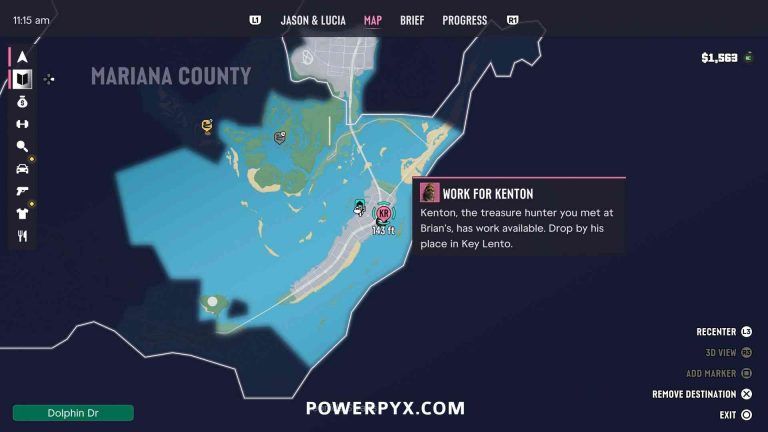 11:15 am
L1 JASON & LUCIA MAP BRIEF PROGRESS R1
$1,563
MARIANA COUNTY
WORK FOR KENTON
Kenton, the treasure hunter you met at
Brian's, has work available. Drop by his
place in Key Lento.
KR
143 ft
RECENTER L3
3D VIEW R3
ADD MARKER
REMOVE DESTINATION
EXIT
Dolphin Dr
POWERPYX.COM